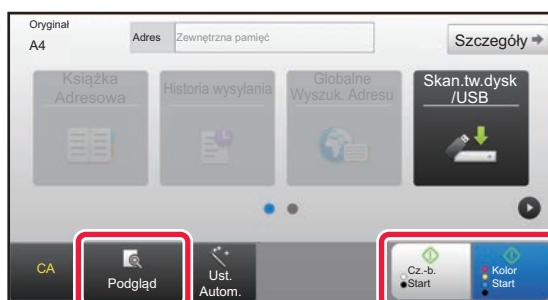 Oryginał
A4
Adres
Zewnętrzna pamięć
Szczegóły
Książka
Adresowa
Historia wysyłania
Globalne
Wyszuk. Adresu
Skan.tw.dysk
/USB
CA
Podgląd
Ust.
Autom.
Cz.-b.
Start
Kolor
Start